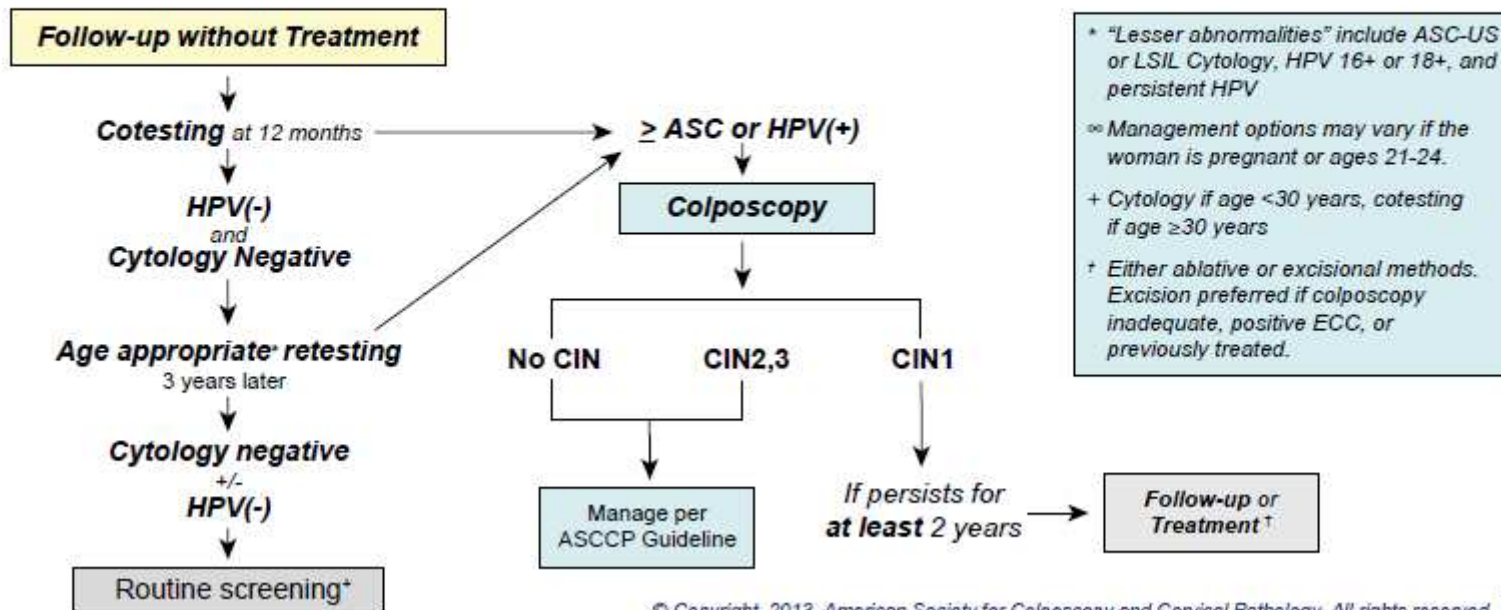 Follow-up without Treatment
Cotesting at 12 months
HPV(-)
and
Cytology Negative
Age appropriate⁺ retesting
3 years later
Cytology negative
+/-
HPV(-)
Routine screening⁺
≥ ASC or HPV(+)
Colposcopy
No CIN
CIN2,3
CIN1
Manage per
ASCCP Guideline
If persists for
at least 2 years
Follow-up or
Treatment †
* "Lesser abnormalities" include ASC-US
or LSIL Cytology, HPV 16+ or 18+, and
persistent HPV
∞ Management options may vary if the
woman is pregnant or ages 21-24.
+ Cytology if age <30 years, cotesting
if age ≥30 years
† Either ablative or excisional methods.
Excision preferred if colposcopy
inadequate, positive ECC, or
previously treated.
© Copyright, 2013, American Society for Colposcopy and Cervical Pathology. All rights reserved.